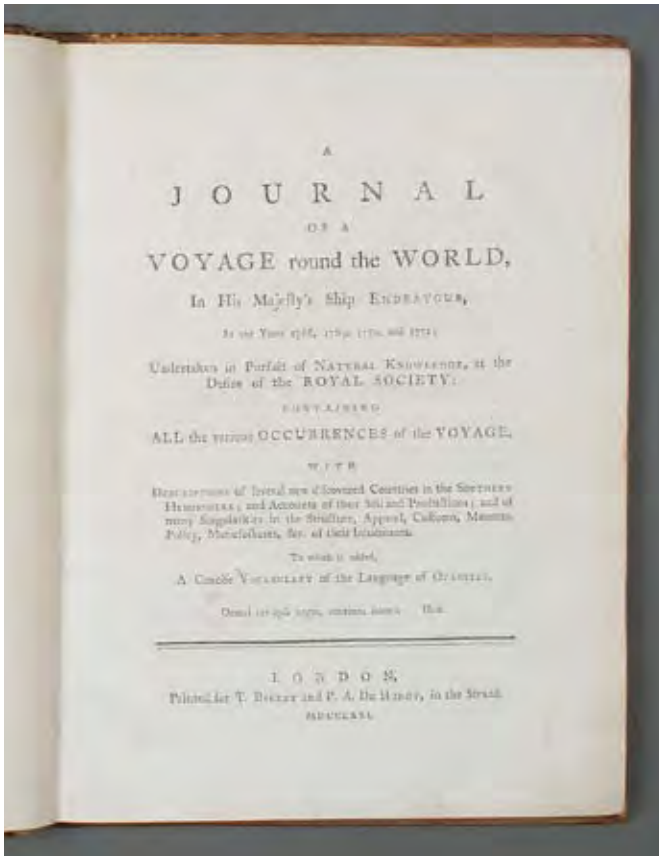 A
JOURNAL
OF A
VOYAGE round the WORLD,
In His Majeſty's Ship ENDEAVOUR,
In the Years 1768, 1769, 1770, and 1771;
Undertaken in Purſuit of NATURAL KNOWLEDGE, at the
Deſire of the ROYAL SOCIETY:
CONTAINING
ALL the various OCCURRENCES of the VOYAGE,
WITH
DESCRIPTIONS of ſeveral new diſcovered Countries in the SOUTHERN
HEMISPHERE; and Accounts of their Soil and Productions; and of
many Singularities in the Structure, Apparel, Cuſtoms, Manners,
Policy, Manufactures, &c. of their Inhabitants.
To which is added,
A Conciſe VOCABULARY of the Language of OTAHITEE.
LONDON,
Printed for T. BECKET and P. A. DE HONDT, in the Strand.
MDCCLXXI.